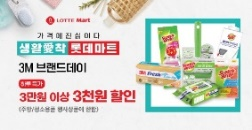 LOTTE Mart
가격에진심이다
생활愛착 롯데마트
3M 브랜드데이
3만원 이상 3천원 할인
(주방/청소용품 행사상품에 한함)